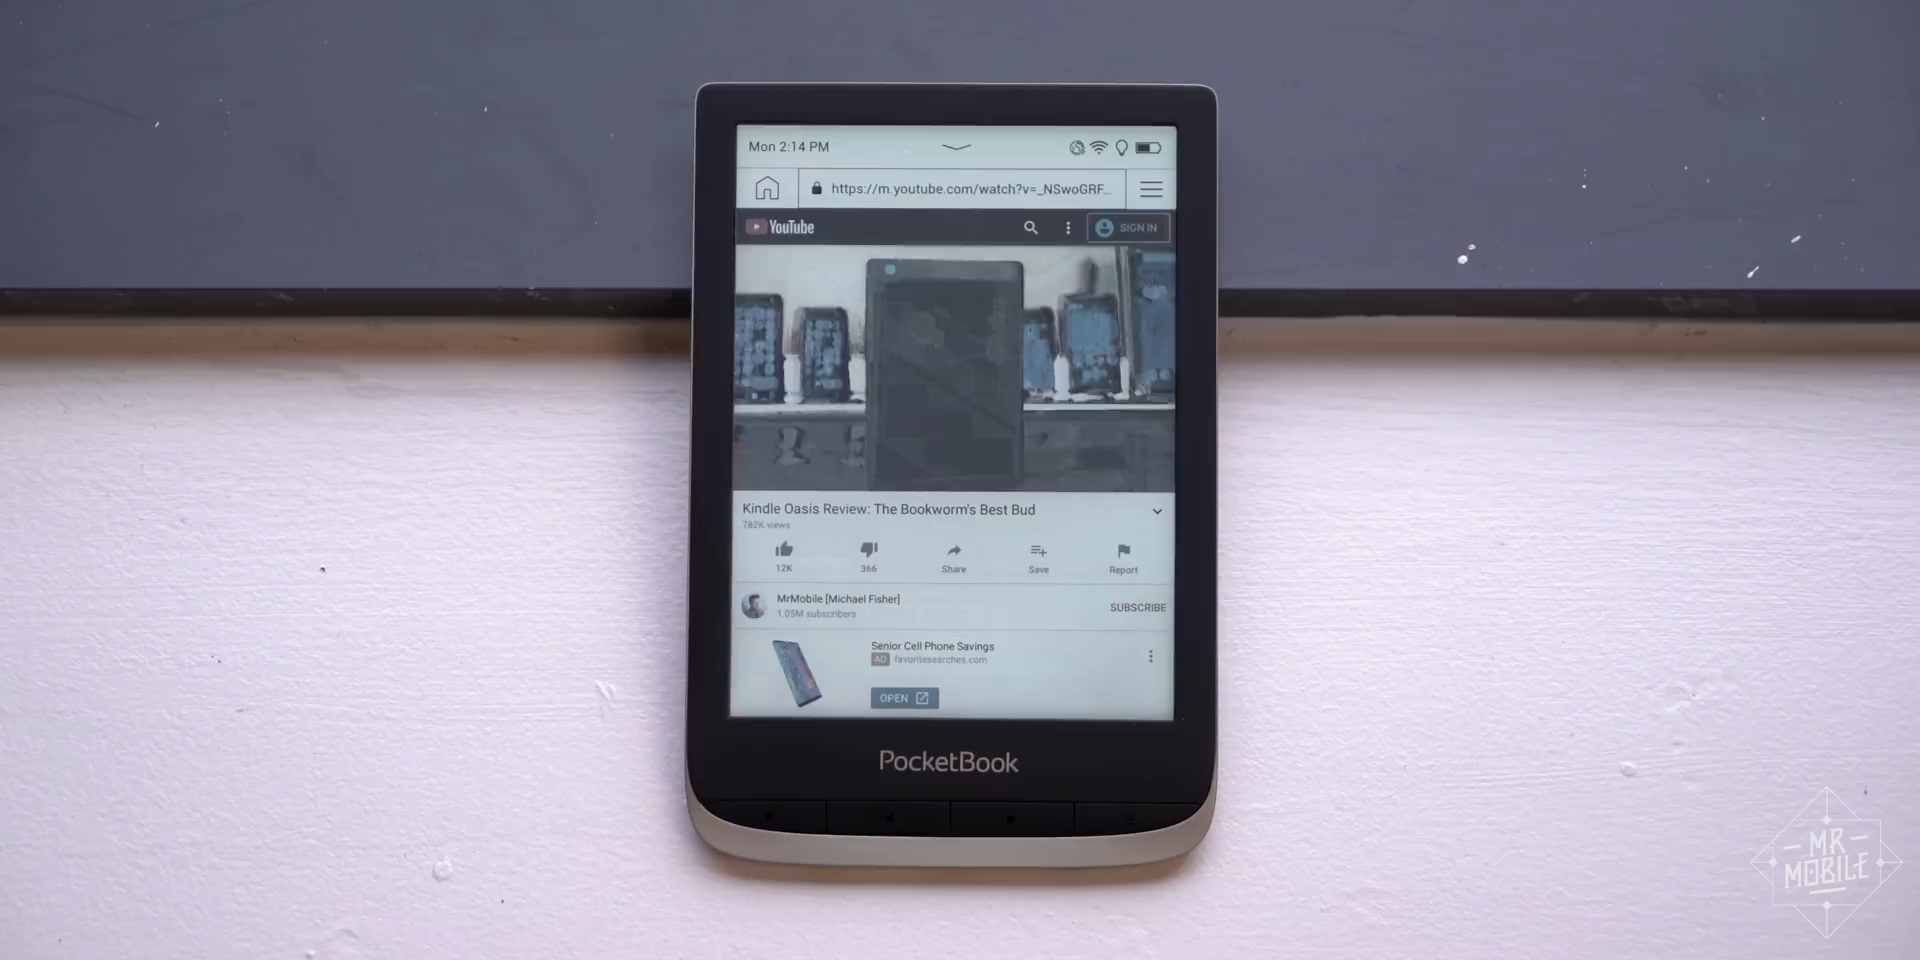 Mon 2:14 PM
https://m.youtube.com/watch?v=_NSwoGRF...
YouTube
SIGN IN
Kindle Oasis Review: The Bookworm's Best Bud
782K views
12K
366
Share
Save
Report
MrMobile [Michael Fisher]
1.05M subscribers
SUBSCRIBE
Senior Cell Phone Savings
AD favoritesearches.com
OPEN
PocketBook
MR
MOBILE